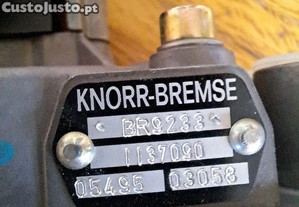 CustoJusto.pt
KNORR-BREMSE
BR9233
1137090
05495 03058